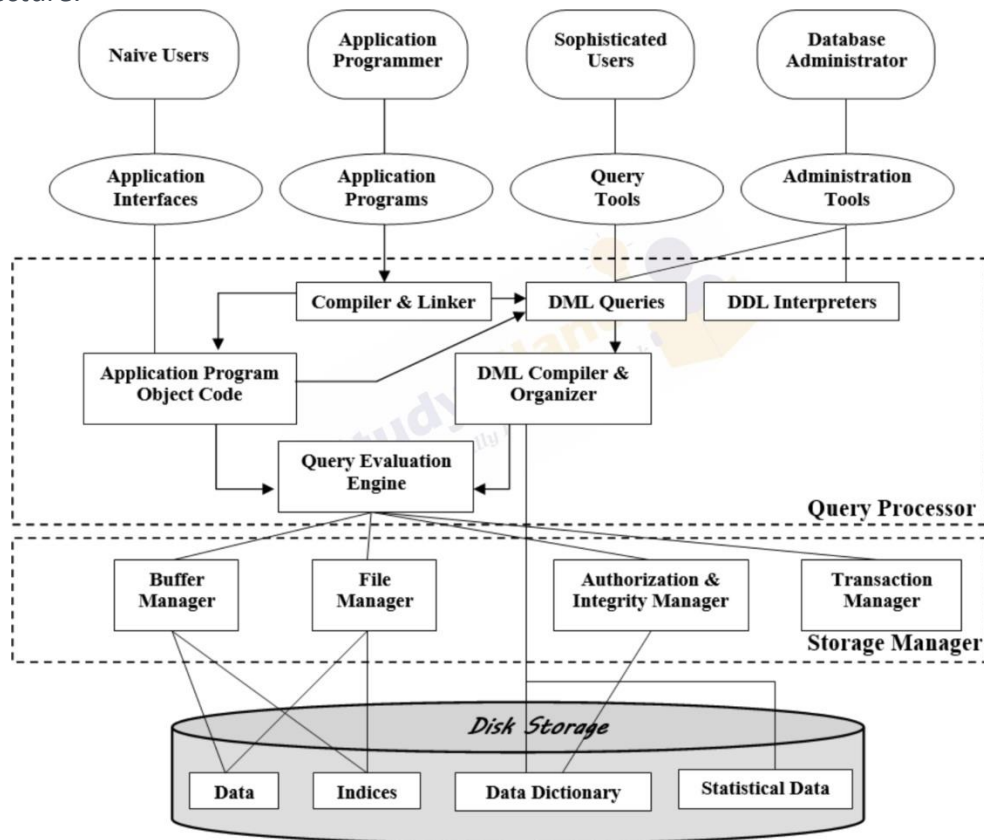 Naive Users
Application
Programmer
Sophisticated
Users
Database
Administrator
Application
Interfaces
Application
Programs
Query
Tools
Administration
Tools
Compiler & Linker
DML Queries
DDL Interpreters
Application Program
Object Code
DML Compiler &
Organizer
Query Evaluation
Engine
Query Processor
Buffer
Manager
File
Manager
Authorization &
Integrity Manager
Transaction
Manager
Storage Manager
Disk Storage
Data
Indices
Data Dictionary
Statistical Data